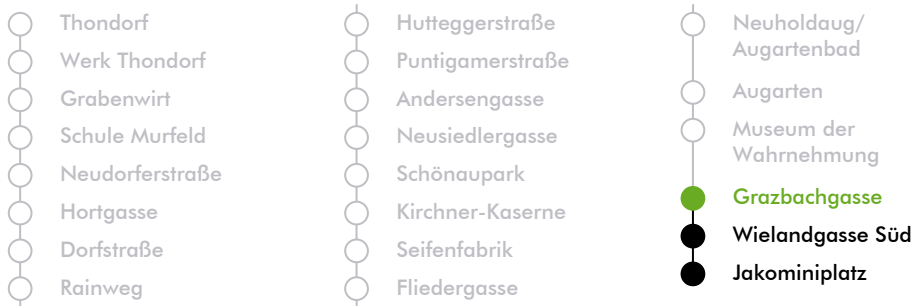 Thondorf
Werk Thondorf
Grabenwirt
Schule Murfeld
Neudorferstraße
Hortgasse
Dorfstraße
Rainweg
Hutteggerstraße
Puntigamerstraße
Andersengasse
Neusiedlergasse
Schönaupark
Kirchner-Kaserne
Seifenfabrik
Fliedergasse
Neuholdaug/
Augartenbad
Augarten
Museum der
Wahrnehmung
Grazbachgasse
Wielandgasse Süd
Jakominiplatz